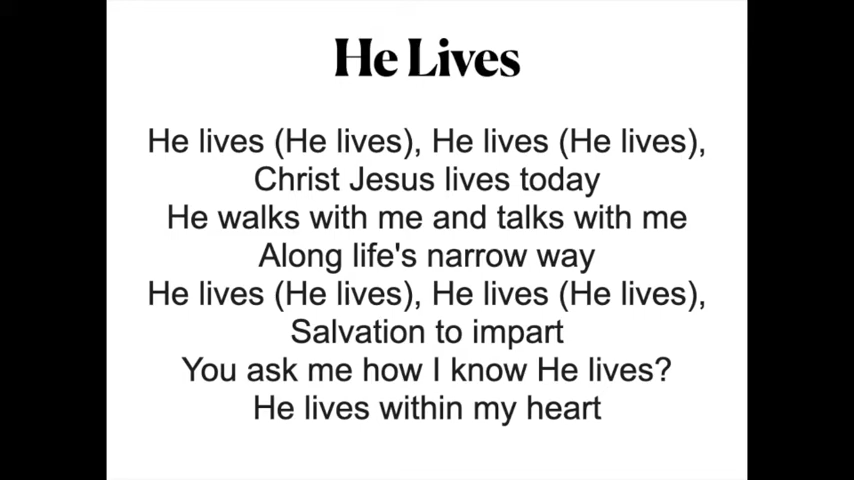 He Lives
He lives (He lives), He lives (He lives),
Christ Jesus lives today
He walks with me and talks with me
Along life's narrow way
He lives (He lives), He lives (He lives),
Salvation to impart
You ask me how I know He lives?
He lives within my heart